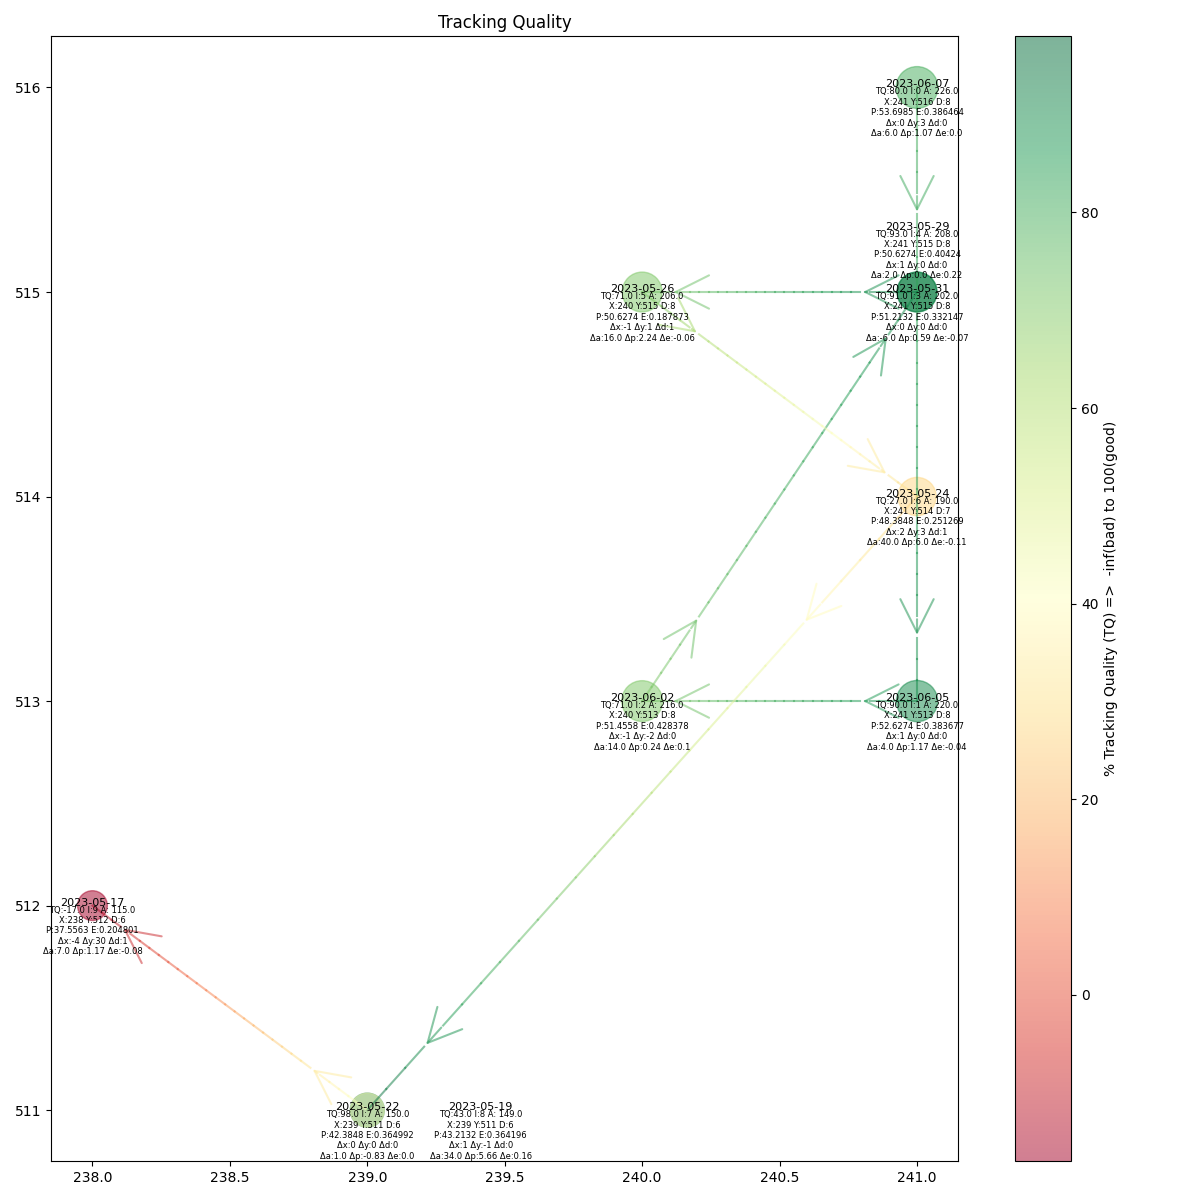 Tracking Quality
516
515
514
513
512
511
238.0
238.5
239.0
239.5
240.0
240.5
241.0
2023-06-07
TQ:80.0 I:0 A: 226.0
X:241 Y:516 D:8
P:53.6985 E:0.386464
Δx:0 Δy:3 Δd:0
Δa:6.0 Δp:1.07 Δe:0.0
2023-05-29
TQ:93.0 I:4 A: 208.0
X:241 Y:515 D:8
P:50.6274 E:0.40424
Δx:1 Δy:0 Δd:0
Δa:2.0 Δp:0.0 Δe:0.22
2023-05-31
TQ:91.0 I:3 A: 202.0
X:241 Y:515 D:8
P:51.2132 E:0.332147
Δx:0 Δy:0 Δd:0
Δa:-6.0 Δp:0.59 Δe:-0.07
2023-05-26
TQ:71.0 I:5 A: 206.0
X:240 Y:515 D:8
P:50.6274 E:0.187873
Δx:-1 Δy:1 Δd:1
Δa:16.0 Δp:2.24 Δe:-0.06
2023-05-24
TQ:27.0 I:6 A: 190.0
X:241 Y:514 D:7
P:48.3848 E:0.251269
Δx:2 Δy:3 Δd:1
Δa:40.0 Δp:6.0 Δe:-0.11
2023-06-02
TQ:71.0 I:2 A: 216.0
X:240 Y:513 D:8
P:51.4558 E:0.428378
Δx:-1 Δy:-2 Δd:0
Δa:14.0 Δp:0.24 Δe:0.1
2023-06-05
TQ:90.0 I:1 A: 220.0
X:241 Y:513 D:8
P:52.6274 E:0.383677
Δx:1 Δy:0 Δd:0
Δa:4.0 Δp:1.17 Δe:-0.04
2023-05-17
TQ:-17.0 I:9 A: 115.0
X:238 Y:512 D:6
P:37.5563 E:0.204801
Δx:-4 Δy:30 Δd:1
Δa:7.0 Δp:1.17 Δe:-0.08
2023-05-22
TQ:98.0 I:7 A: 150.0
X:239 Y:511 D:6
P:42.3848 E:0.364992
Δx:0 Δy:0 Δd:0
Δa:1.0 Δp:-0.83 Δe:0.0
2023-05-19
TQ:43.0 I:8 A: 149.0
X:239 Y:511 D:6
P:43.2132 E:0.364196
Δx:1 Δy:-1 Δd:0
Δa:34.0 Δp:5.66 Δe:0.16
80
60
40
20
0
% Tracking Quality (TQ) => -inf(bad) to 100(good)